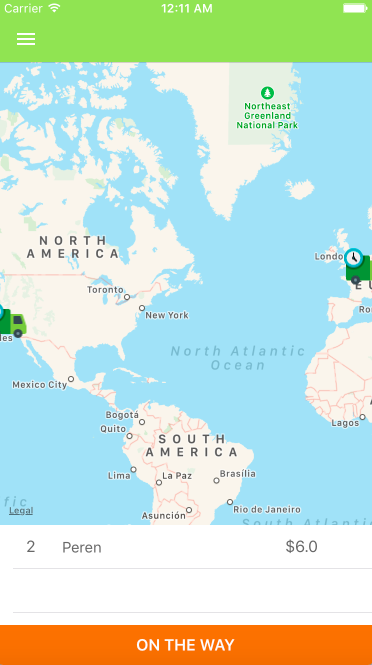 Carrier 12:11 AM
Northeast
Greenland
National Park
NORTH
AMERICA
Toronto
New York
Londo
E U
Ro
les
North Atlantic
Ocean
Mexico City
Bogotá
Quito
Lagos
SOUTH
AMERICA
Lima
La Paz
Brasília
Rio de Janeiro
Asunción
fic
Legal
South Atlantic
2 Peren $6.0
ON THE WAY